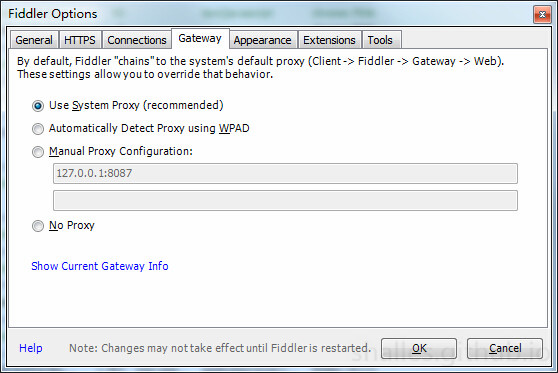 Fiddler Options
General HTTPS Connections Gateway Appearance Extensions Tools
By default, Fiddler "chains" to the system's default proxy (Client -> Fiddler -> Gateway -> Web).
These settings allow you to override that behavior.
Use System Proxy (recommended)
Automatically Detect Proxy using WPAD
Manual Proxy Configuration:
127.0.0.1:8087
No Proxy
Show Current Gateway Info
Help Note: Changes may not take effect until Fiddler is restarted. OK Cancel